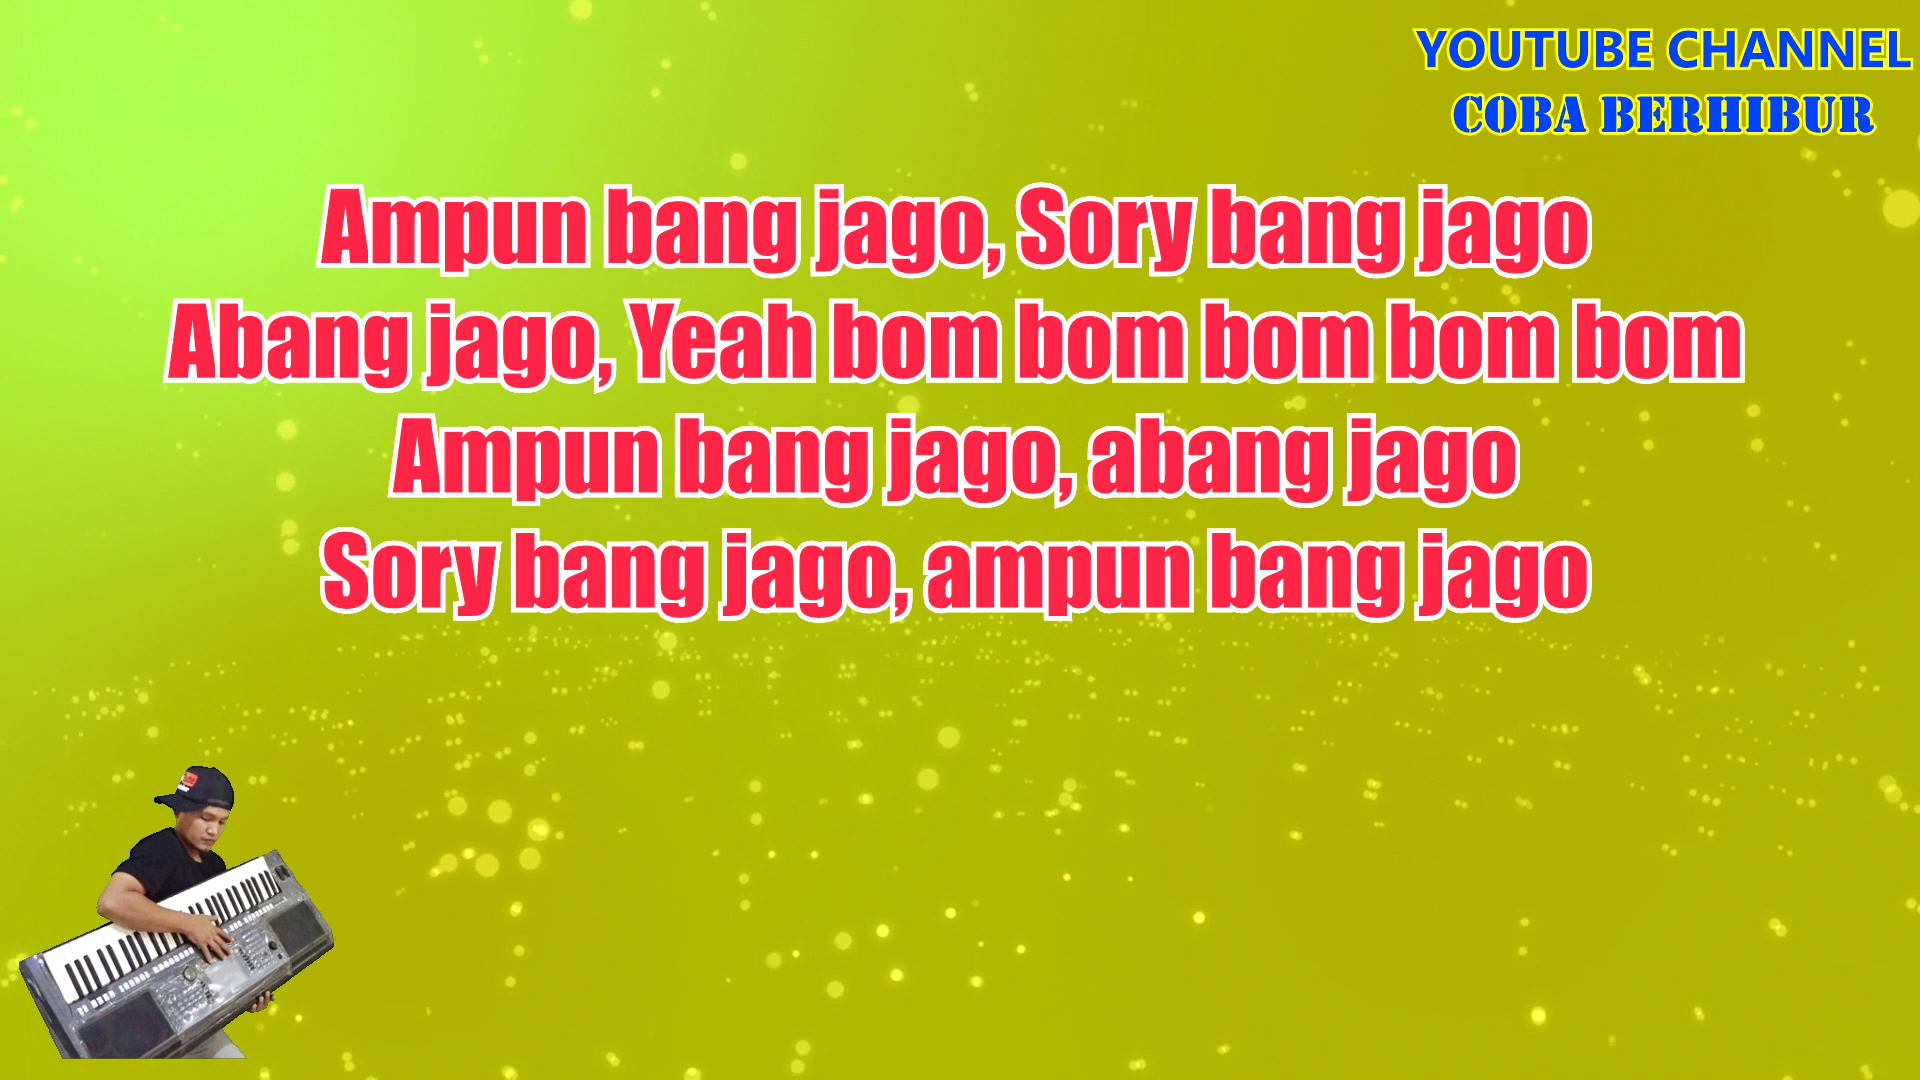 YOUTUBE CHANNEL
COBA BERHIBUR
Ampun bang jago, Sory bang jago
Abang jago, Yeah bom bom bom bom bom
Ampun bang jago, abang jago
Sory bang jago, ampun bang jago